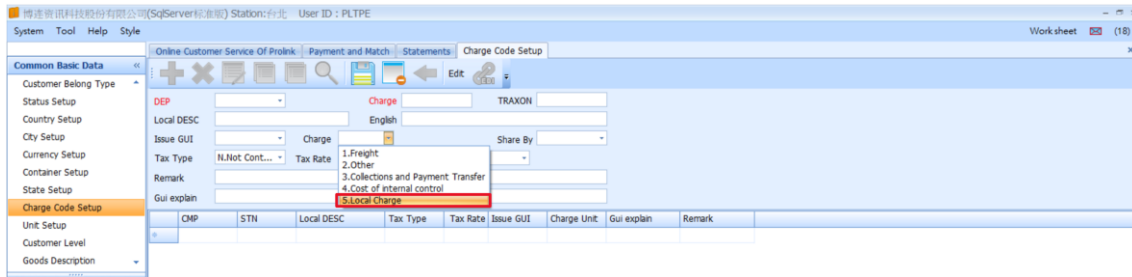 博連资讯科技股份有限公司(SqlServer标准版) Station:台北 User ID : PLTPE
System Tool Help Style Work sheet (18)
Online Customer Service Of Prolink Payment and Match Statements Charge Code Setup
Common Basic Data «
Edit
Customer Belong Type
Status Setup
Country Setup
City Setup
Currency Setup
Container Setup
State Setup
Charge Code Setup
Unit Setup
Customer Level
Goods Description
DEP Charge TRAXON
Local DESC English
Issue GUI Charge Share By
Tax Type N.Not Cont... Tax Rate
Remark
Gui explain
1.Freight
2.Other
3.Collections and Payment Transfer
4.Cost of internal control
5.Local Charge
CMP STN Local DESC Tax Type Tax Rate Issue GUI Charge Unit Gui explain Remark